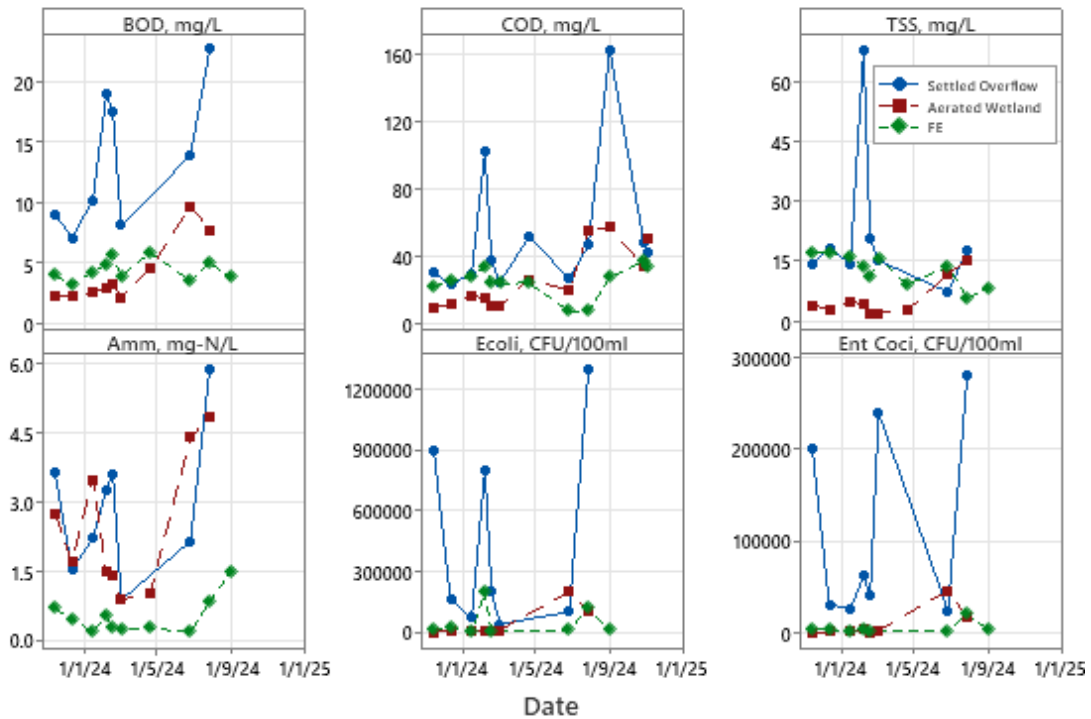 BOD, mg/L
COD, mg/L
TSS, mg/L
20
15
10
5
0
160
120
80
40
0
60
45
30
15
0
Settled Overflow
Aerated Wetland
FE
Amm, mg-N/L
Ecoli, CFU/100ml
Ent Coci, CFU/100ml
6.0
4.5
3.0
1.5
0.0
1200000
900000
600000
300000
0
300000
200000
100000
0
1/1/24 1/5/24 1/9/24 1/1/25
1/1/24 1/5/24 1/9/24 1/1/25
1/1/24 1/5/24 1/9/24 1/1/25
Date